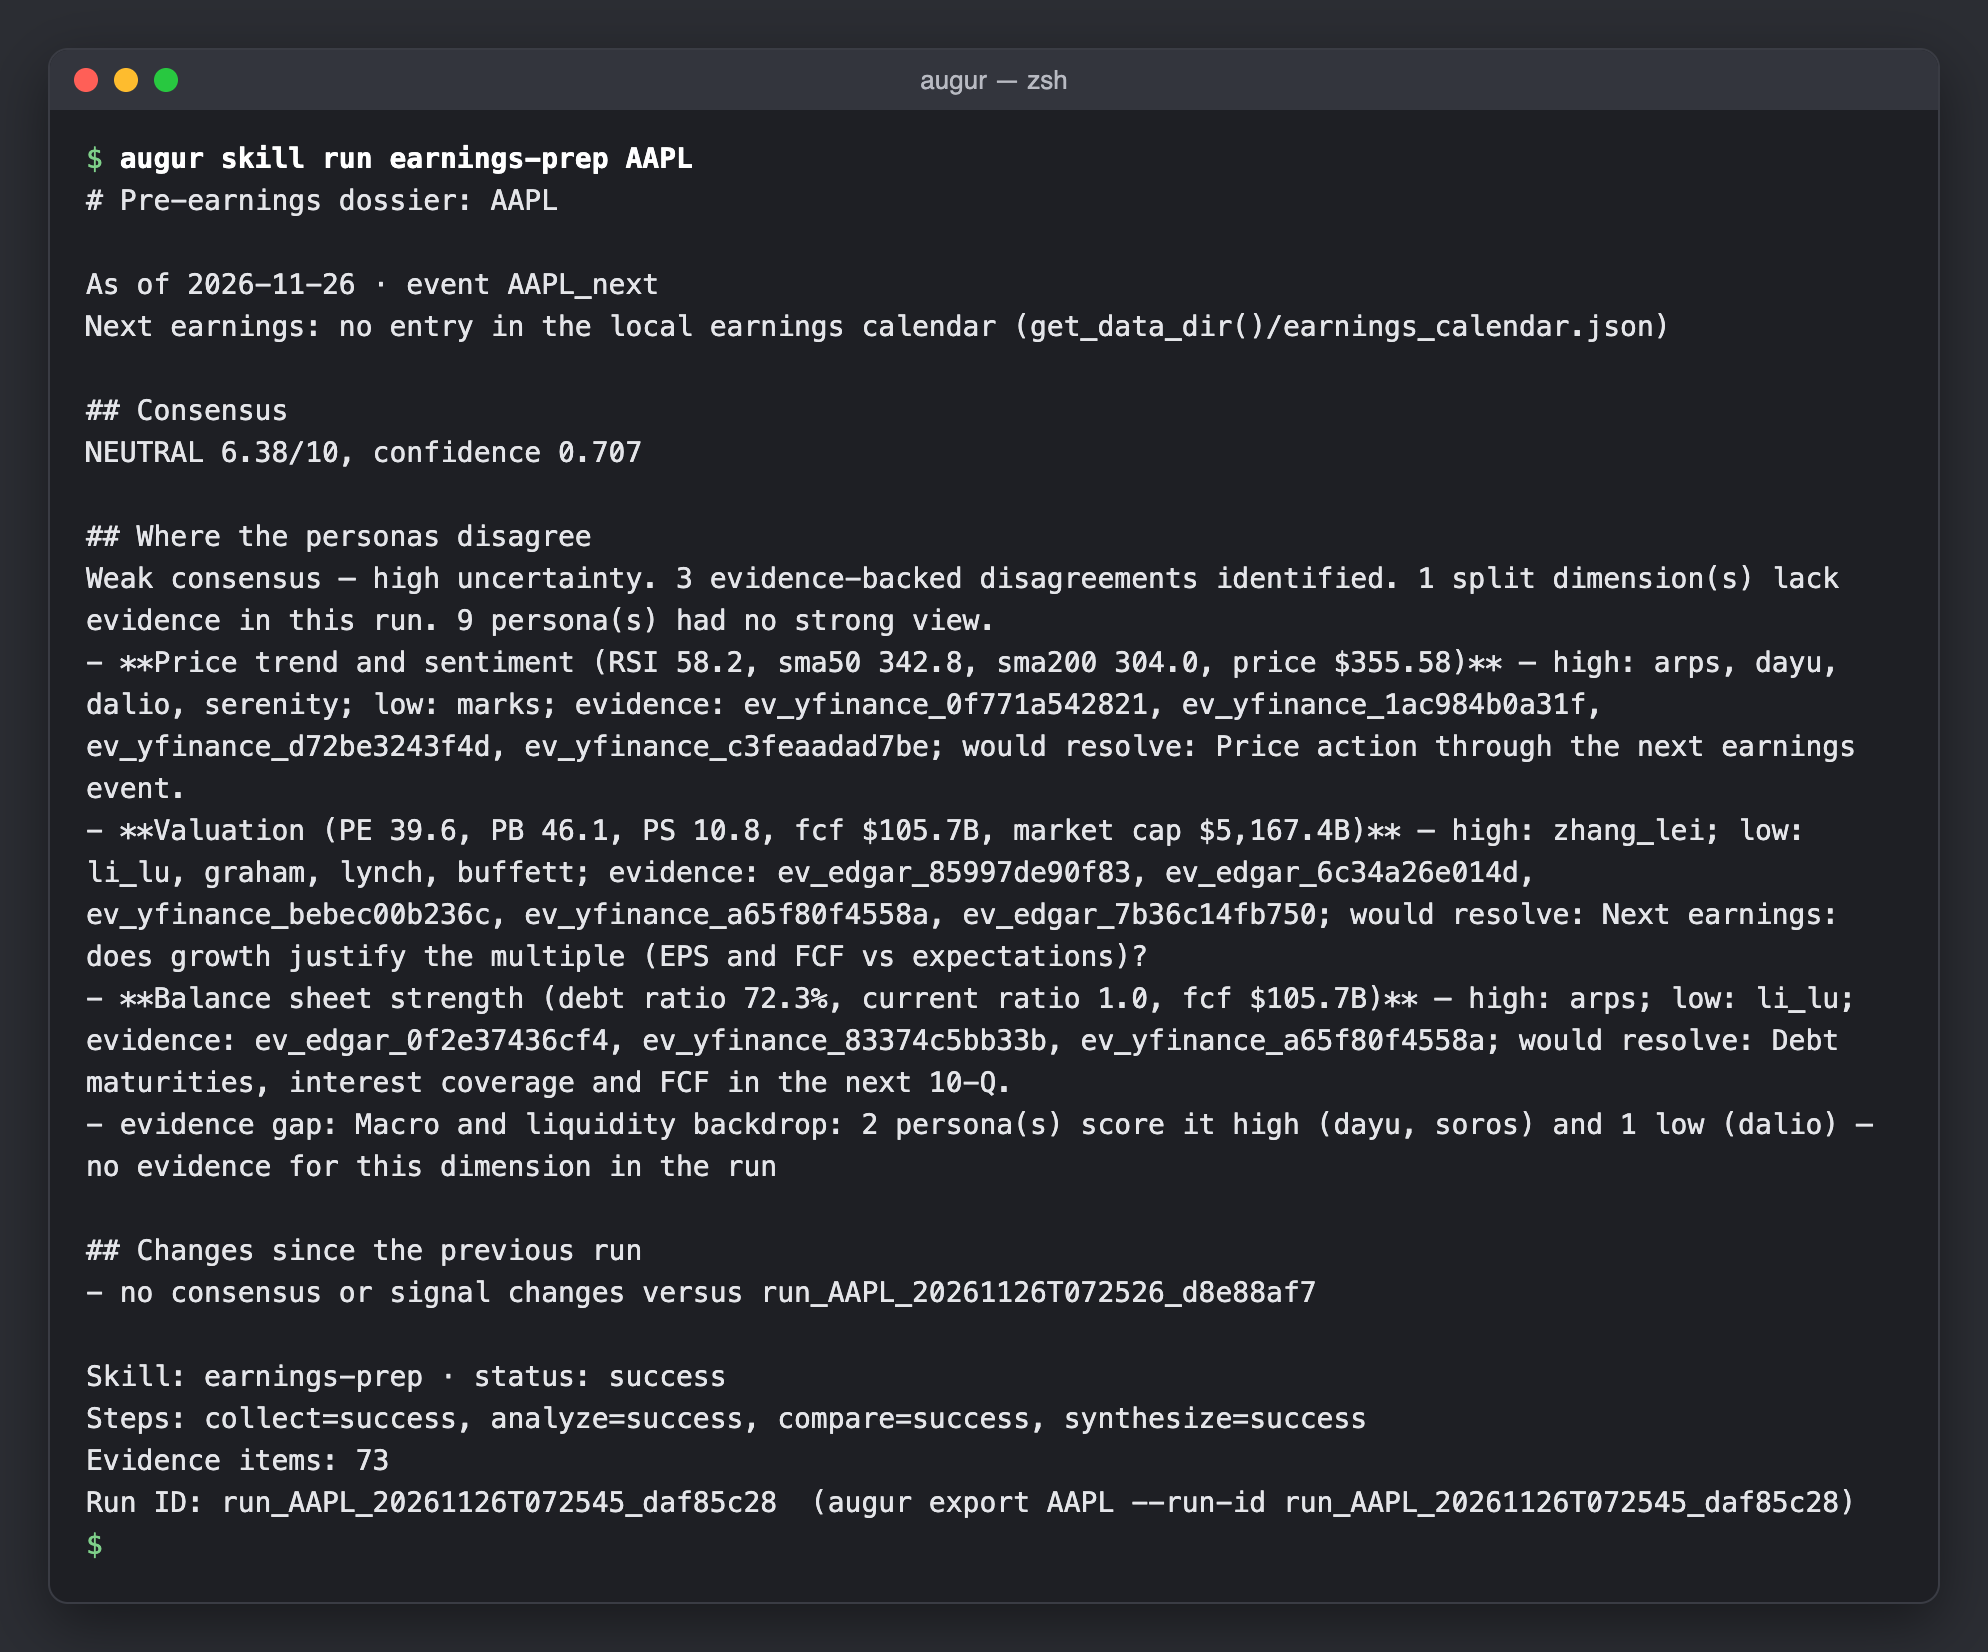 augur — zsh
$ augur skill run earnings-prep AAPL
# Pre-earnings dossier: AAPL
As of 2026-11-26 · event AAPL_next
Next earnings: no entry in the local earnings calendar (get_data_dir()/earnings_calendar.json)
## Consensus
NEUTRAL 6.38/10, confidence 0.707
## Where the personas disagree
Weak consensus — high uncertainty. 3 evidence-backed disagreements identified. 1 split dimension(s) lack
evidence in this run. 9 persona(s) had no strong view.
- **Price trend and sentiment (RSI 58.2, sma50 342.8, sma200 304.0, price $355.58)** — high: arps, dayu,
dalio, serenity; low: marks; evidence: ev_yfinance_0f771a542821, ev_yfinance_1ac984b0a31f,
ev_yfinance_d72be3243f4d, ev_yfinance_c3feaadad7be; would resolve: Price action through the next earnings
event.
- **Valuation (PE 39.6, PB 46.1, PS 10.8, fcf $105.7B, market cap $5,167.4B)** — high: zhang_lei; low:
li_lu, graham, lynch, buffett; evidence: ev_edgar_85997de90f83, ev_edgar_6c34a26e014d,
ev_yfinance_bebec00b236c, ev_yfinance_a65f80f4558a, ev_edgar_7b36c14fb750; would resolve: Next earnings:
does growth justify the multiple (EPS and FCF vs expectations)?
- **Balance sheet strength (debt ratio 72.3%, current ratio 1.0, fcf $105.7B)** — high: arps; low: li_lu;
evidence: ev_edgar_0f2e37436cf4, ev_yfinance_83374c5bb33b, ev_yfinance_a65f80f4558a; would resolve: Debt
maturities, interest coverage and FCF in the next 10-Q.
- evidence gap: Macro and liquidity backdrop: 2 persona(s) score it high (dayu, soros) and 1 low (dalio) —
no evidence for this dimension in the run
## Changes since the previous run
- no consensus or signal changes versus run_AAPL_20261126T072526_d8e88af7
Skill: earnings-prep · status: success
Steps: collect=success, analyze=success, compare=success, synthesize=success
Evidence items: 73
Run ID: run_AAPL_20261126T072545_daf85c28  (augur export AAPL --run-id run_AAPL_20261126T072545_daf85c28)
$